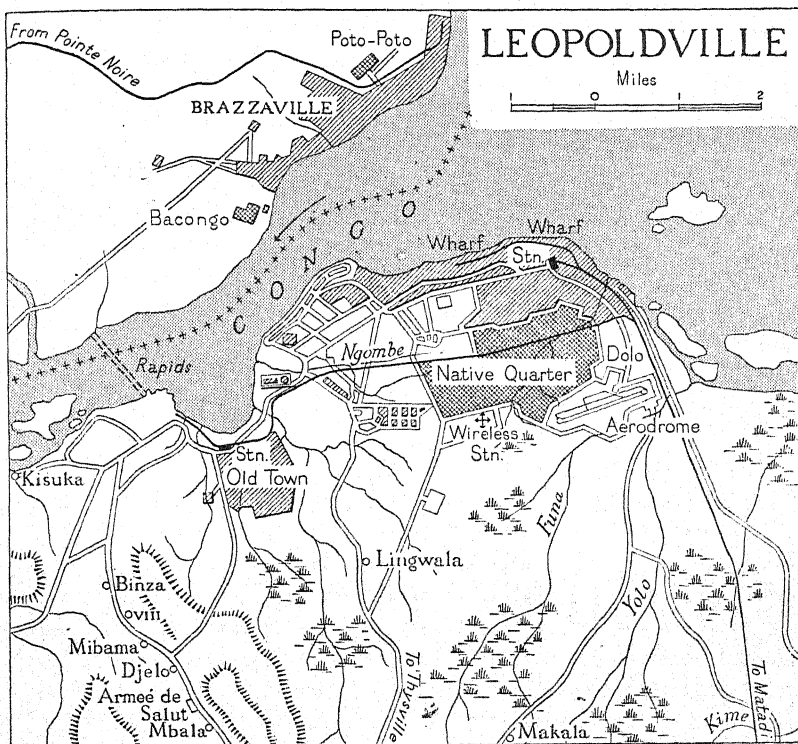 LEOPOLDVILLE
Miles
1 0 1 2
From Pointe Noire
Poto-Poto
BRAZZAVILLE
Bacongo
CONGO
Wharf
Wharf
Stn.
Rapids
Ngombe
Dolo
Native Quarter
Aerodrome
Wireless
Stn.
Stn.
Old Town
Kisuka
Funa
Lingwala
Binza
VIII
Yolo
Mibama
Djelo
Armeé de
Salut
Mbala
To Thysville
To Matadi
Kime
Makala